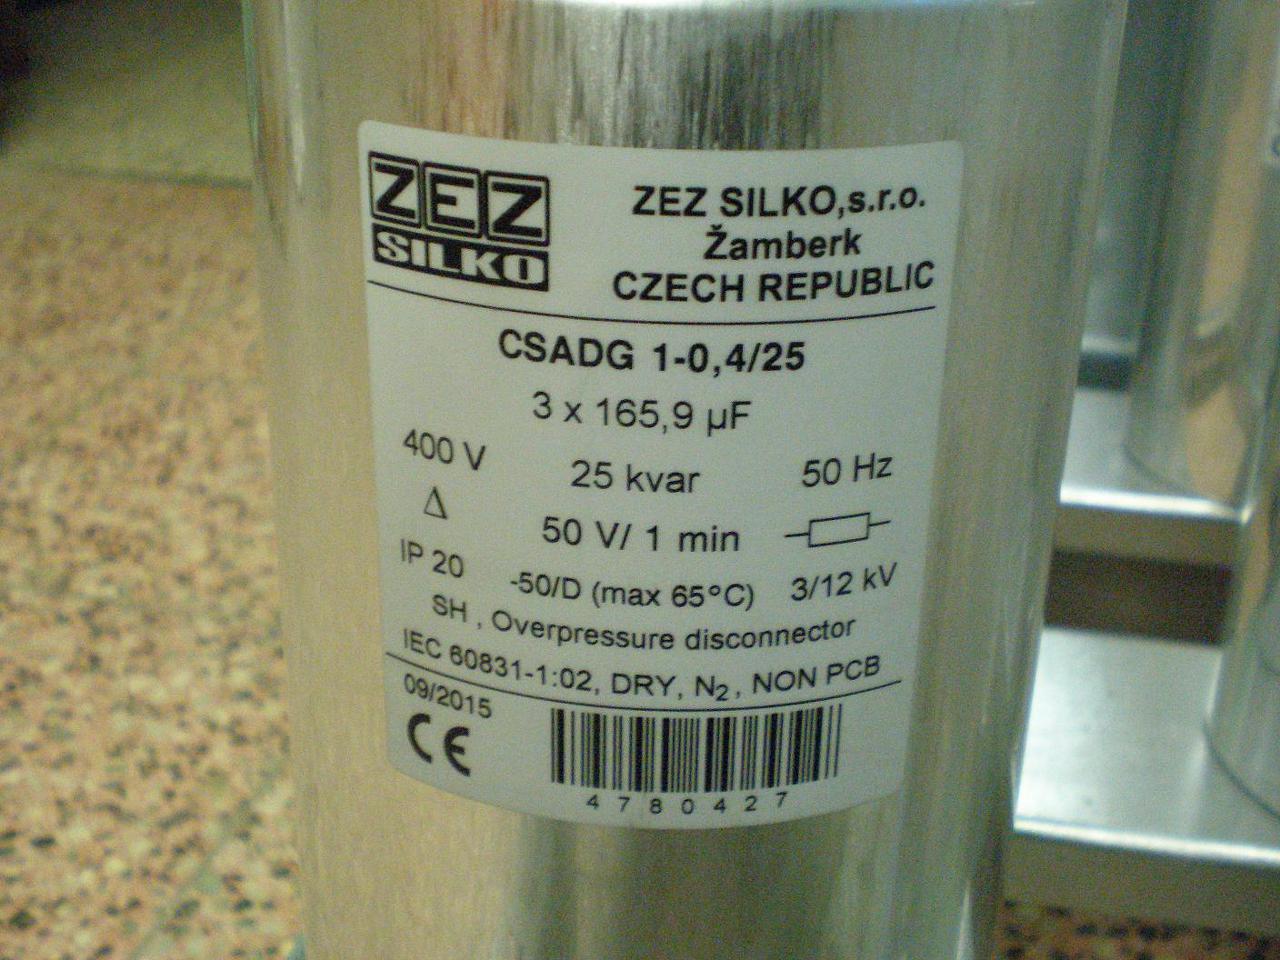 ZEZ
SILKO
ZEZ SILKO,s.r.o.
Žamberk
CZECH REPUBLIC
CSADG 1-0,4/25
3 x 165,9 µF
400 V 25 kvar 50 Hz
Δ 50 V/ 1 min
IP 20 -50/D (max 65°C) 3/12 kV
SH , Overpressure disconnector
IEC 60831-1:02, DRY, N₂, NON PCB
09/2015
CE
4780427